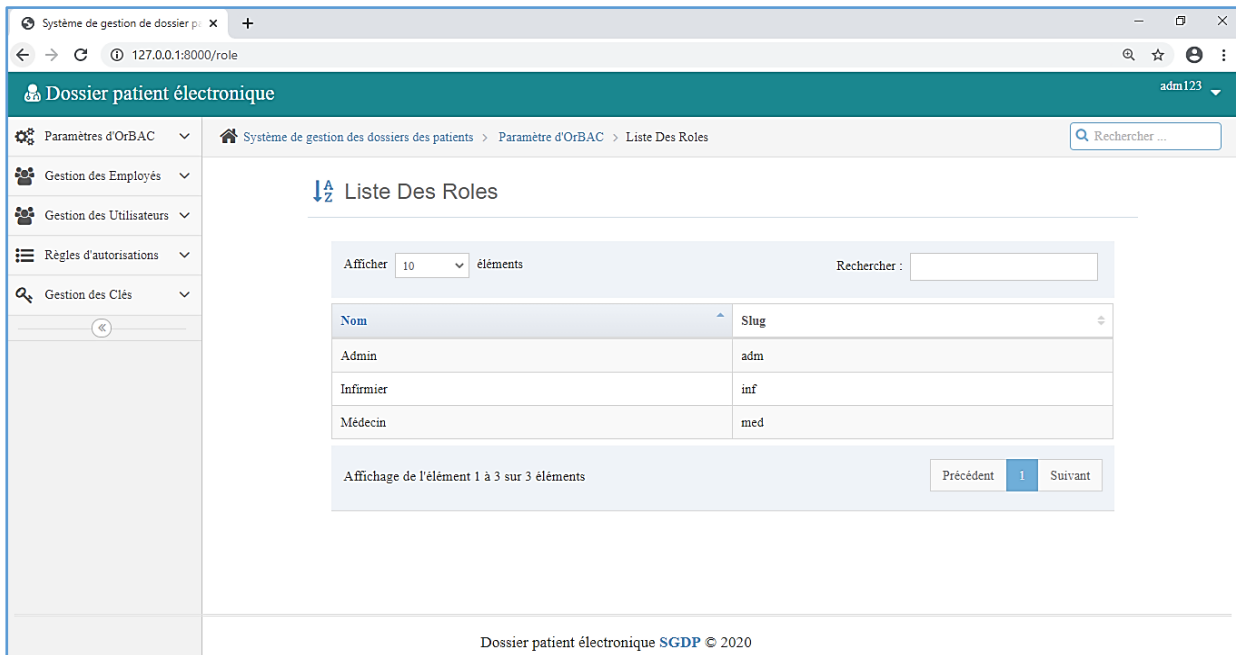 Système de gestion de dossier pa
127.0.0.1:8000/role
Dossier patient électronique
adm123
Paramètres d'OrBAC
Système de gestion des dossiers des patients > Paramètre d'OrBAC > Liste Des Roles
Rechercher ...
Gestion des Employés
Gestion des Utilisateurs
Règles d'autorisations
Gestion des Clés
Liste Des Roles
Afficher 10 éléments
Rechercher :
Nom Slug
Admin adm
Infirmier inf
Médecin med
Affichage de l'élément 1 à 3 sur 3 éléments
Précédent 1 Suivant
Dossier patient électronique SGDP © 2020